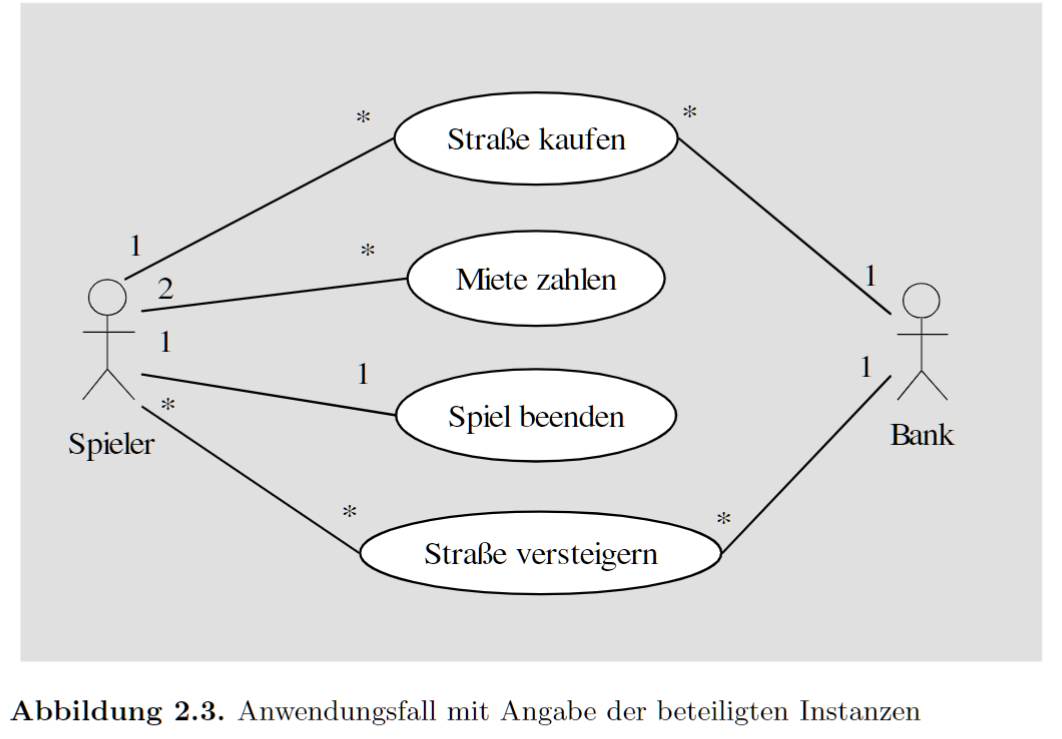 * Straße kaufen *
1
* Miete zahlen
2
1
1
1 Spiel beenden
1
*
Spieler
Bank
* Straße versteigern *
Abbildung 2.3. Anwendungsfall mit Angabe der beteiligten Instanzen